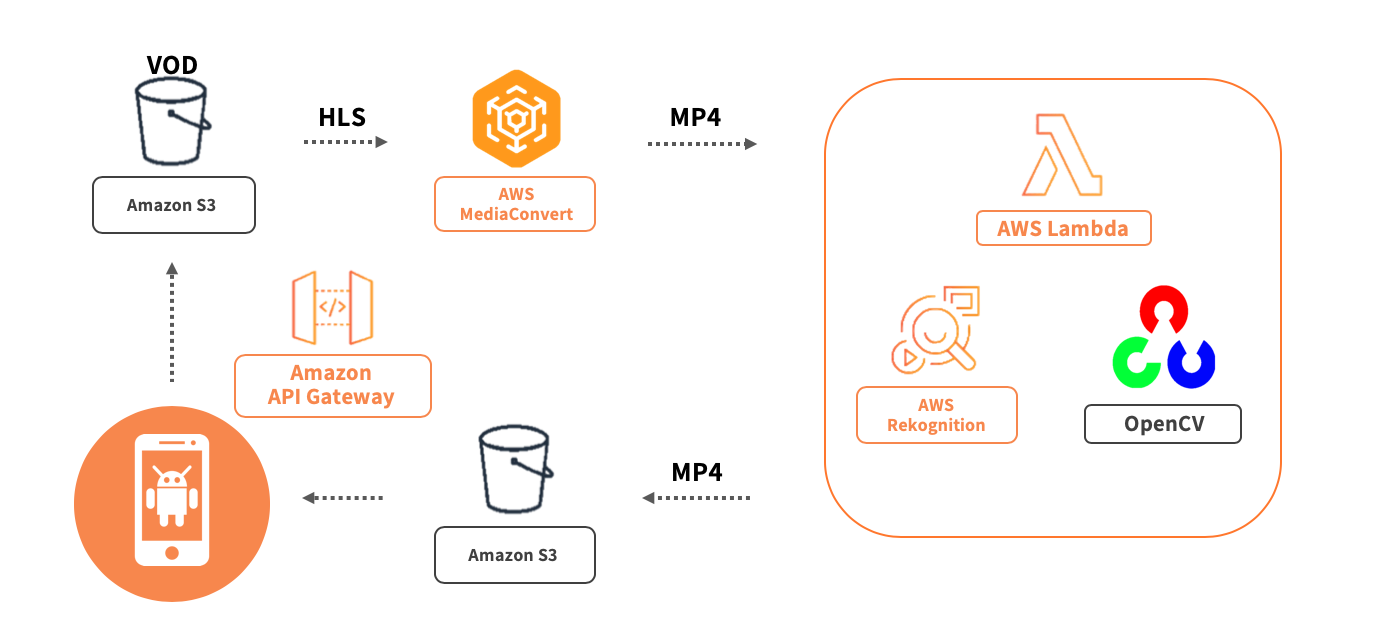 VOD
HLS
MP4
Amazon S3
AWS
MediaConvert
AWS Lambda
</>
Amazon
API Gateway
AWS
Rekognition
OpenCV
MP4
Amazon S3